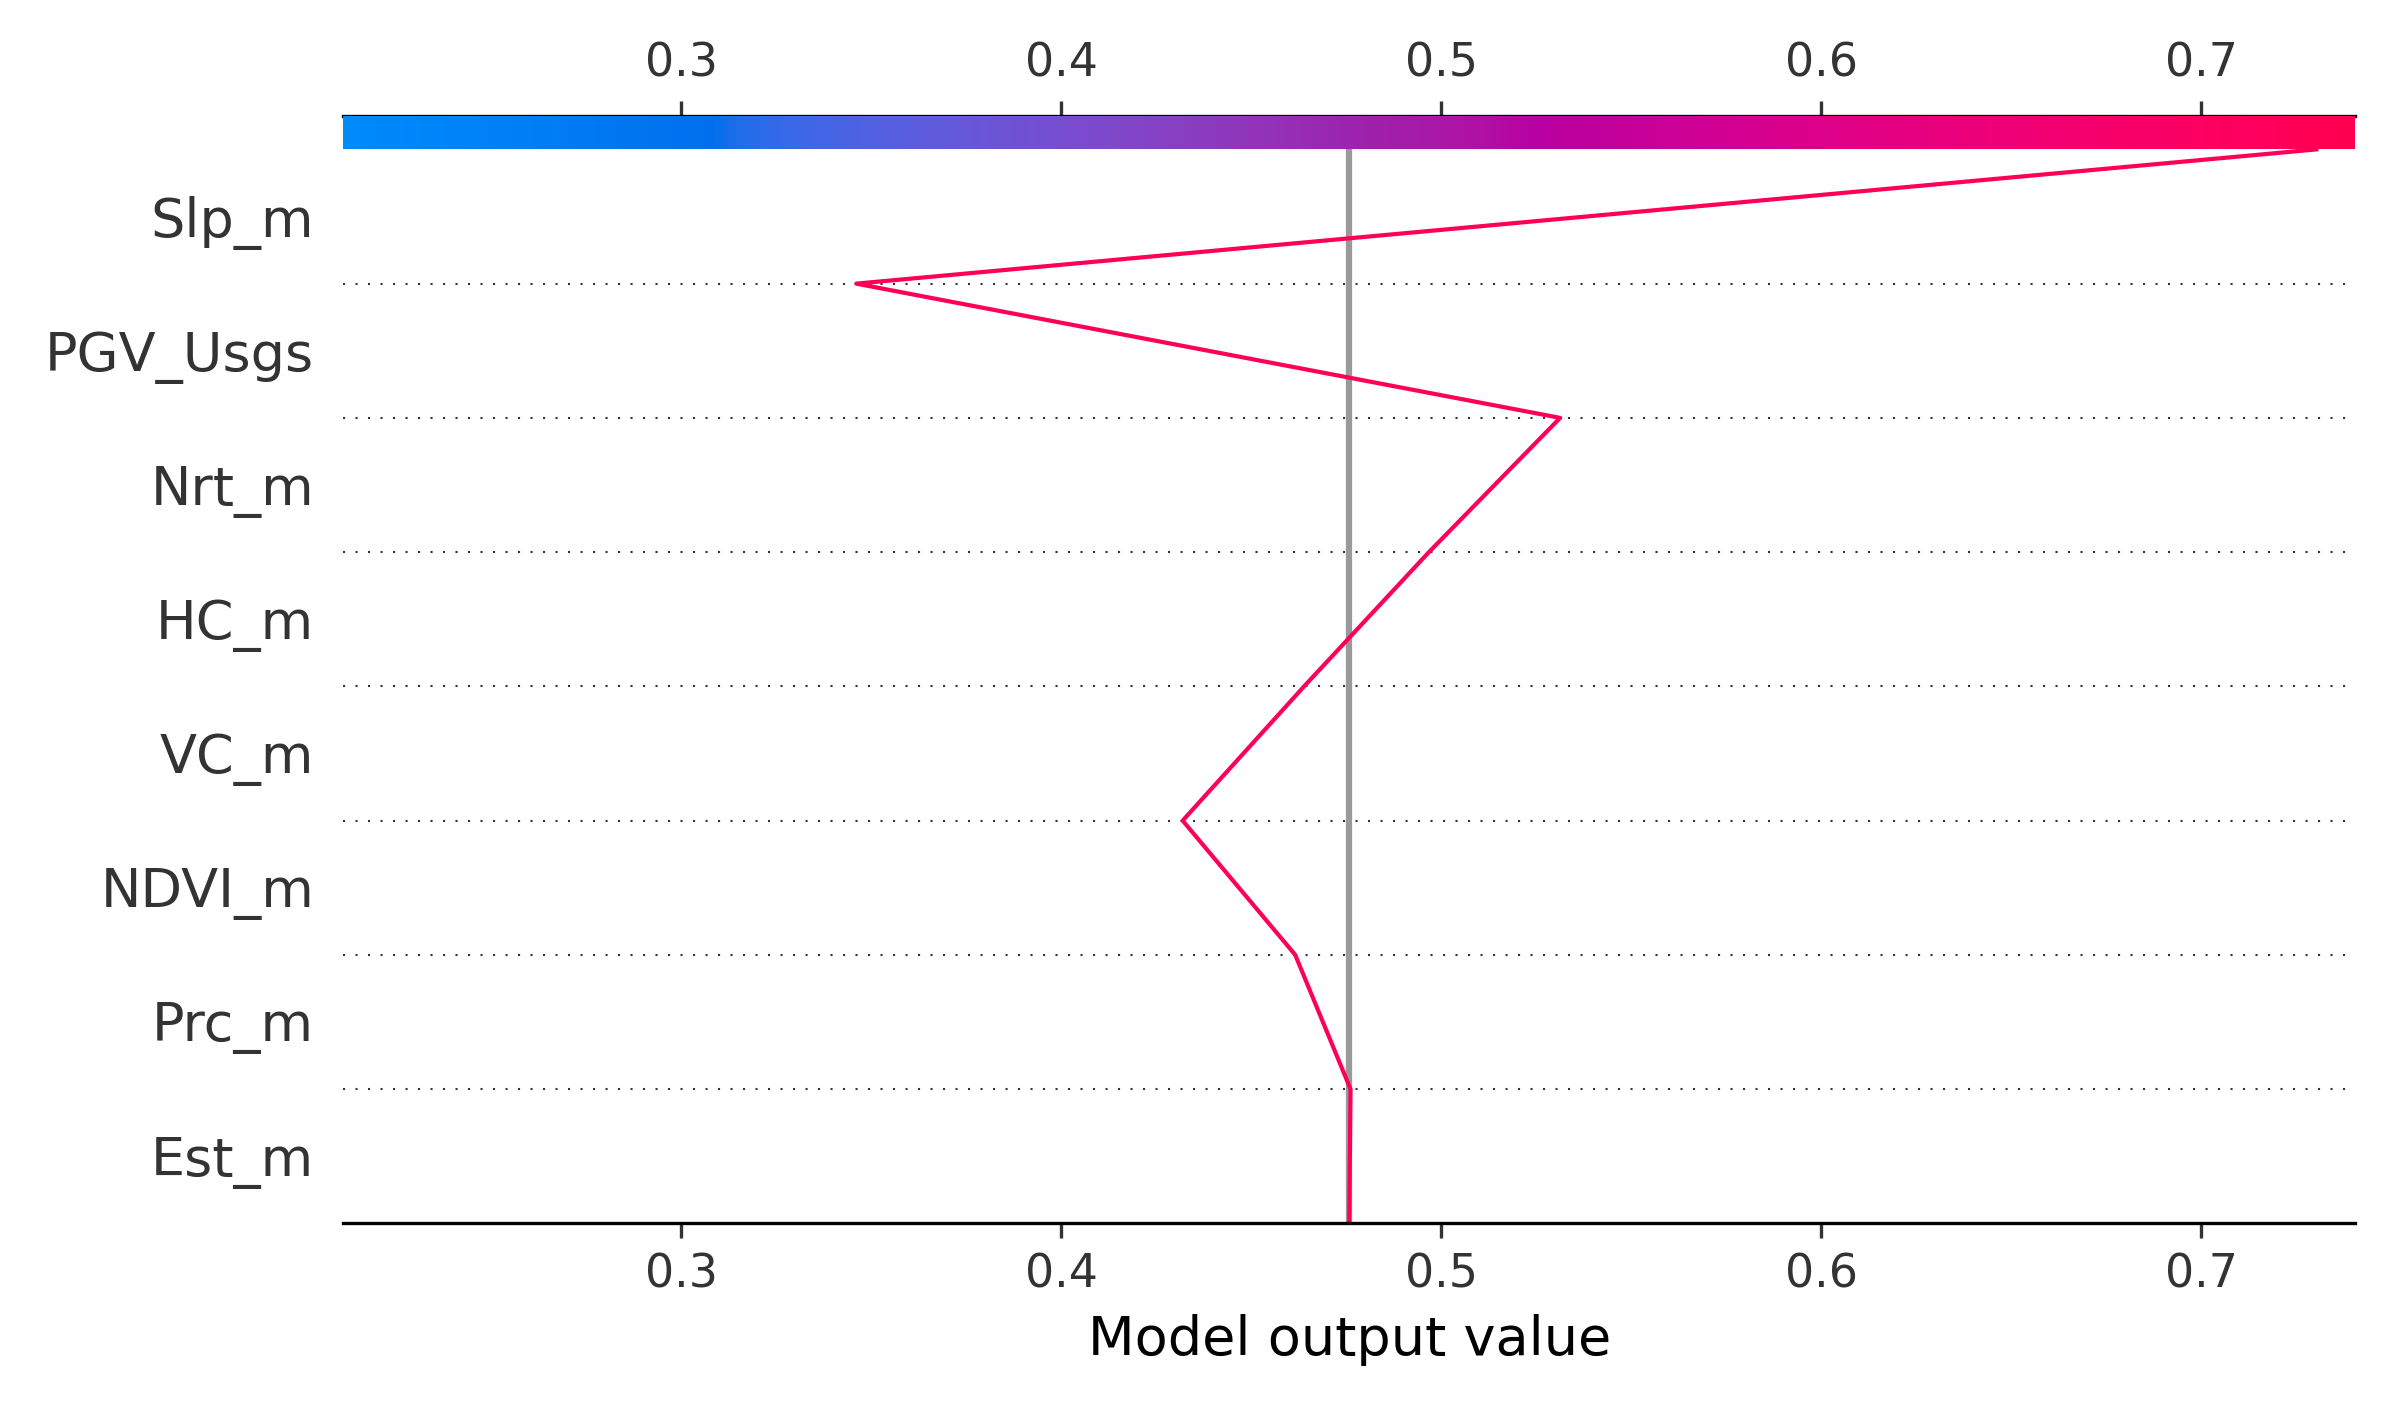 0.3 0.4 0.5 0.6 0.7
Slp_m
PGV_Usgs
Nrt_m
HC_m
VC_m
NDVI_m
Prc_m
Est_m
0.3 0.4 0.5 0.6 0.7
Model output value